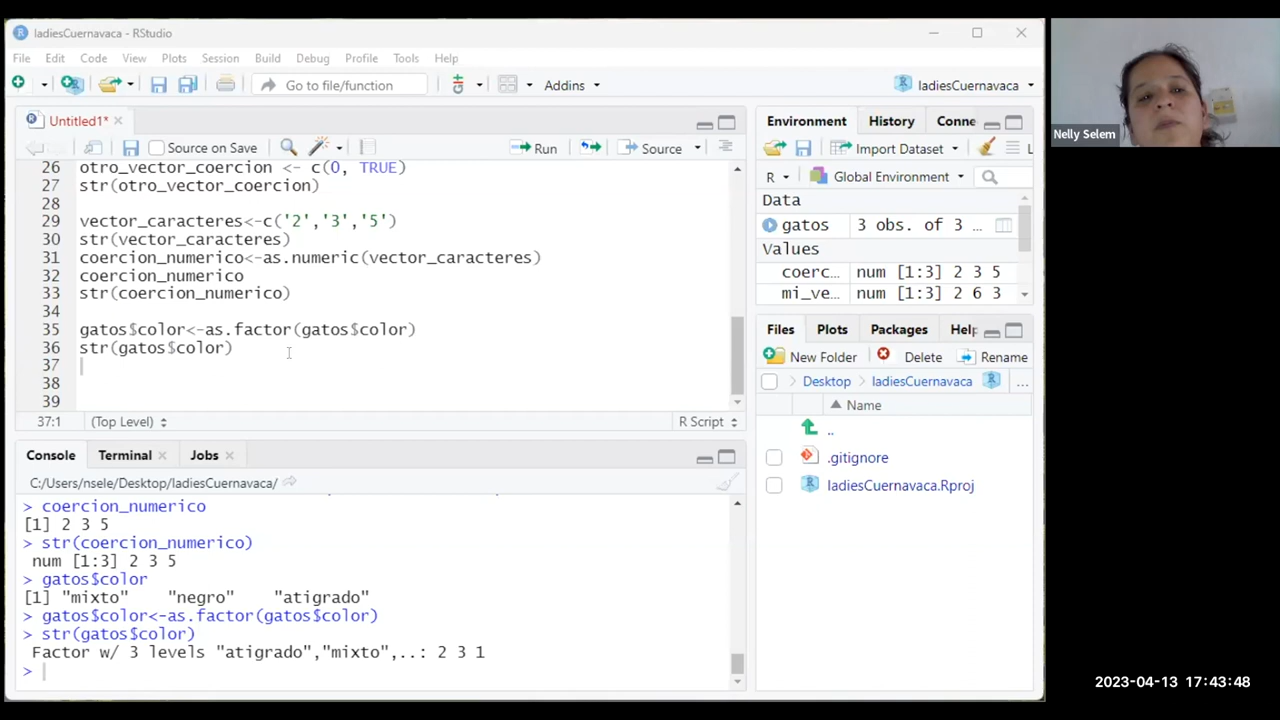 ladiesCuernavaca - RStudio
File Edit Code View Plots Session Build Debug Profile Tools Help
Go to file/function
Addins
ladiesCuernavaca
Untitled1*
Source on Save
Run
Source
26 otro_vector_coercion <- c(0, TRUE)
27 str(otro_vector_coercion)
28
29 vector_caracteres<-c('2','3','5')
30 str(vector_caracteres)
31 coercion_numerico<-as.numeric(vector_caracteres)
32 coercion_numerico
33 str(coercion_numerico)
34
35 gatos$color<-as.factor(gatos$color)
36 str(gatos$color)
37
38
39
37:1 (Top Level) R Script
Console Terminal Jobs
C:/Users/nsele/Desktop/ladiesCuernavaca/
> coercion_numerico
[1] 2 3 5
> str(coercion_numerico)
num [1:3] 2 3 5
> gatos$color
[1] "mixto" "negro" "atigrado"
> gatos$color<-as.factor(gatos$color)
> str(gatos$color)
Factor w/ 3 levels "atigrado","mixto",..: 2 3 1
>
Environment History Conne
Import Dataset
R Global Environment
Data
gatos 3 obs. of 3 ...
Values
coerc... num [1:3] 2 3 5
mi_ve... num [1:3] 2 6 3
Files Plots Packages Help
New Folder Delete Rename
Desktop ladiesCuernavaca ...
Name
..
.gitignore
ladiesCuernavaca.Rproj
Nelly Selem
2023-04-13 17:43:48